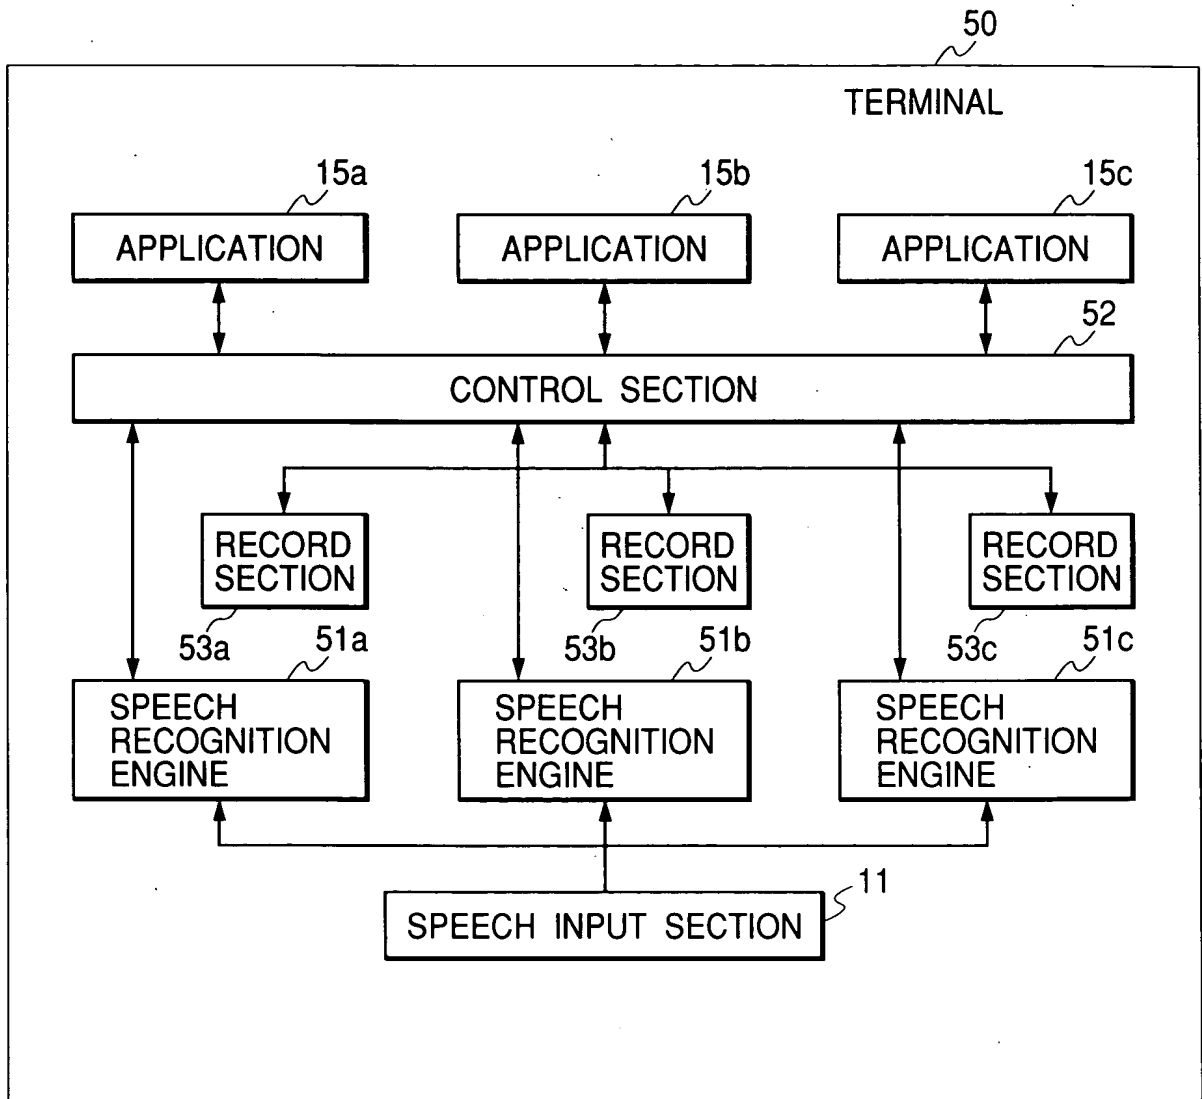 50
TERMINAL
15a
15b
15c
APPLICATION
APPLICATION
APPLICATION
52
CONTROL SECTION
RECORD
SECTION
RECORD
SECTION
RECORD
SECTION
53a
51a
53b
51b
53c
51c
SPEECH
RECOGNITION
ENGINE
SPEECH
RECOGNITION
ENGINE
SPEECH
RECOGNITION
ENGINE
11
SPEECH INPUT SECTION